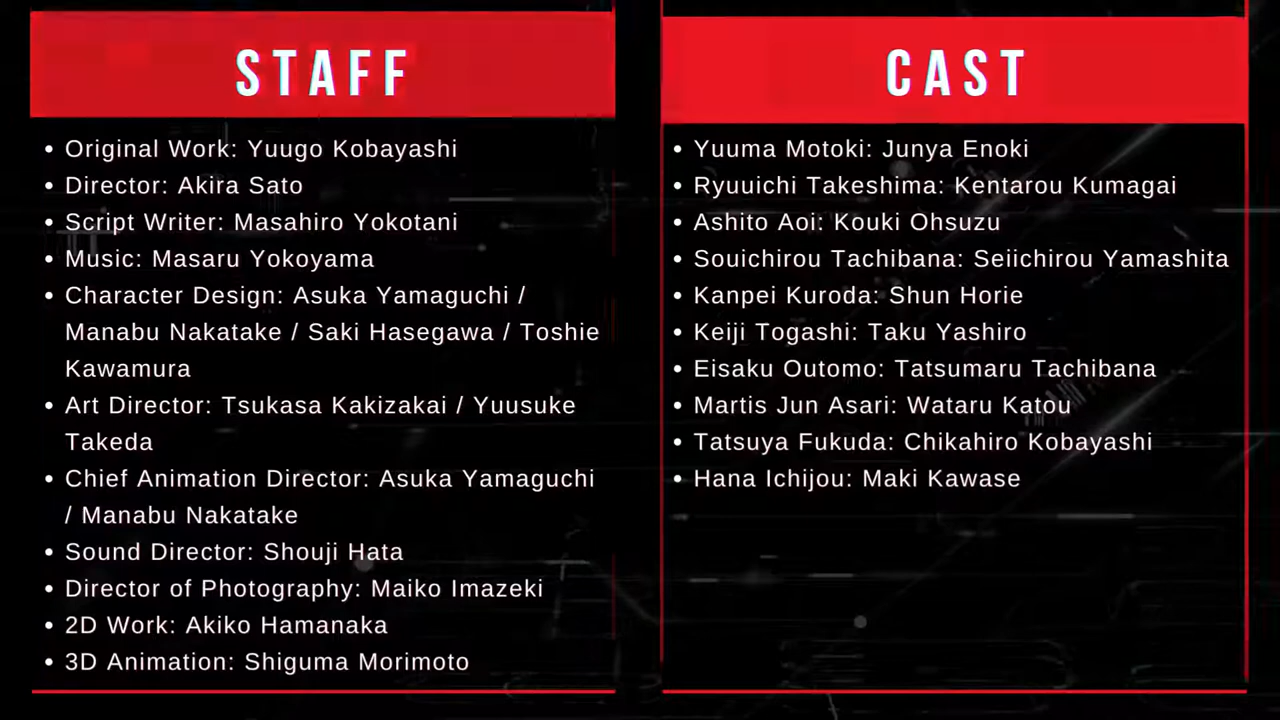 STAFF
• Original Work: Yuugo Kobayashi
• Director: Akira Sato
• Script Writer: Masahiro Yokotani
• Music: Masaru Yokoyama
• Character Design: Asuka Yamaguchi /
Manabu Nakatake / Saki Hasegawa / Toshie
Kawamura
• Art Director: Tsukasa Kakizakai / Yuusuke
Takeda
• Chief Animation Director: Asuka Yamaguchi
/ Manabu Nakatake
• Sound Director: Shouji Hata
• Director of Photography: Maiko Imazeki
• 2D Work: Akiko Hamanaka
• 3D Animation: Shiguma Morimoto
CAST
• Yuuma Motoki: Junya Enoki
• Ryuuichi Takeshima: Kentarou Kumagai
• Ashito Aoi: Kouki Ohsuzu
• Souichirou Tachibana: Seiichirou Yamashita
• Kanpei Kuroda: Shun Horie
• Keiji Togashi: Taku Yashiro
• Eisaku Outomo: Tatsumaru Tachibana
• Martis Jun Asari: Wataru Katou
• Tatsuya Fukuda: Chikahiro Kobayashi
• Hana Ichijou: Maki Kawase